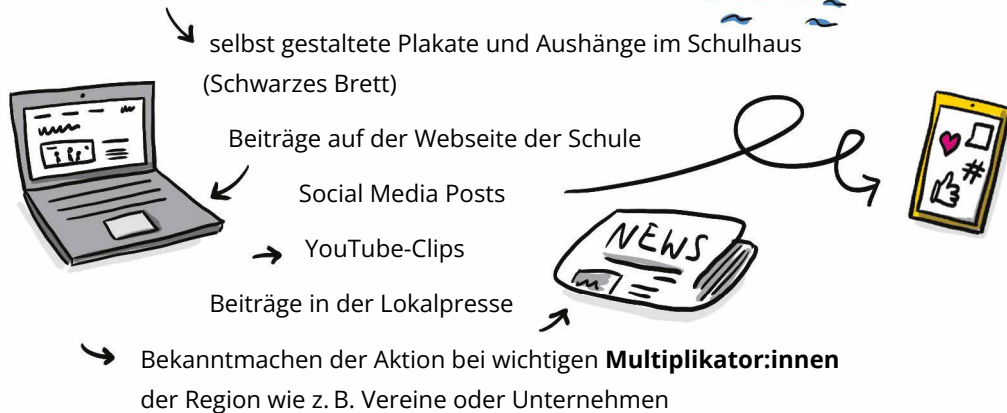 selbst gestaltete Plakate und Aushänge im Schulhaus
(Schwarzes Brett)
Beiträge auf der Webseite der Schule
Social Media Posts
#
YouTube-Clips
NEWS
Beiträge in der Lokalpresse
Bekanntmachen der Aktion bei wichtigen Multiplikator:innen
der Region wie z. B. Vereine oder Unternehmen